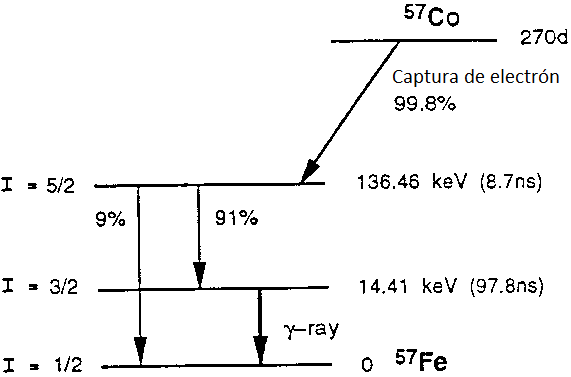 ⁵⁷Co
270d
Captura de electrón
99.8%
I = 5/2
136.46 keV (8.7ns)
9%
91%
I = 3/2
14.41 keV (97.8ns)
γ-ray
I = 1/2
0 ⁵⁷Fe